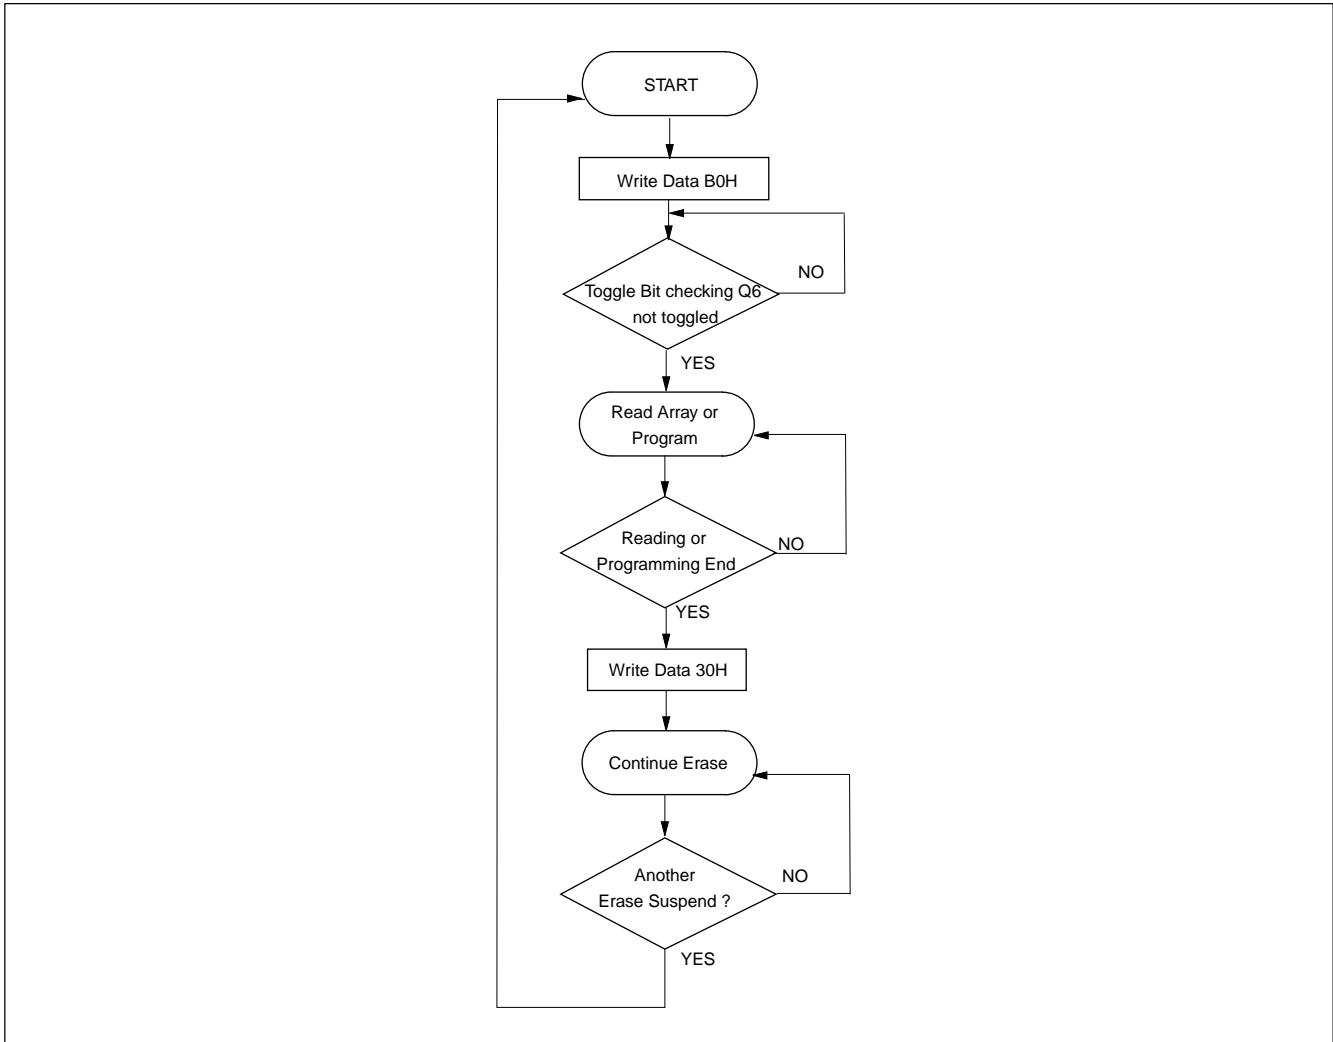 START
Write Data B0H
NO
Toggle Bit checking Q6
not toggled
YES
Read Array or
Program
Reading or
NO
Programming End
YES
Write Data 30H
Continue Erase
Another
NO
Erase Suspend ?
YES